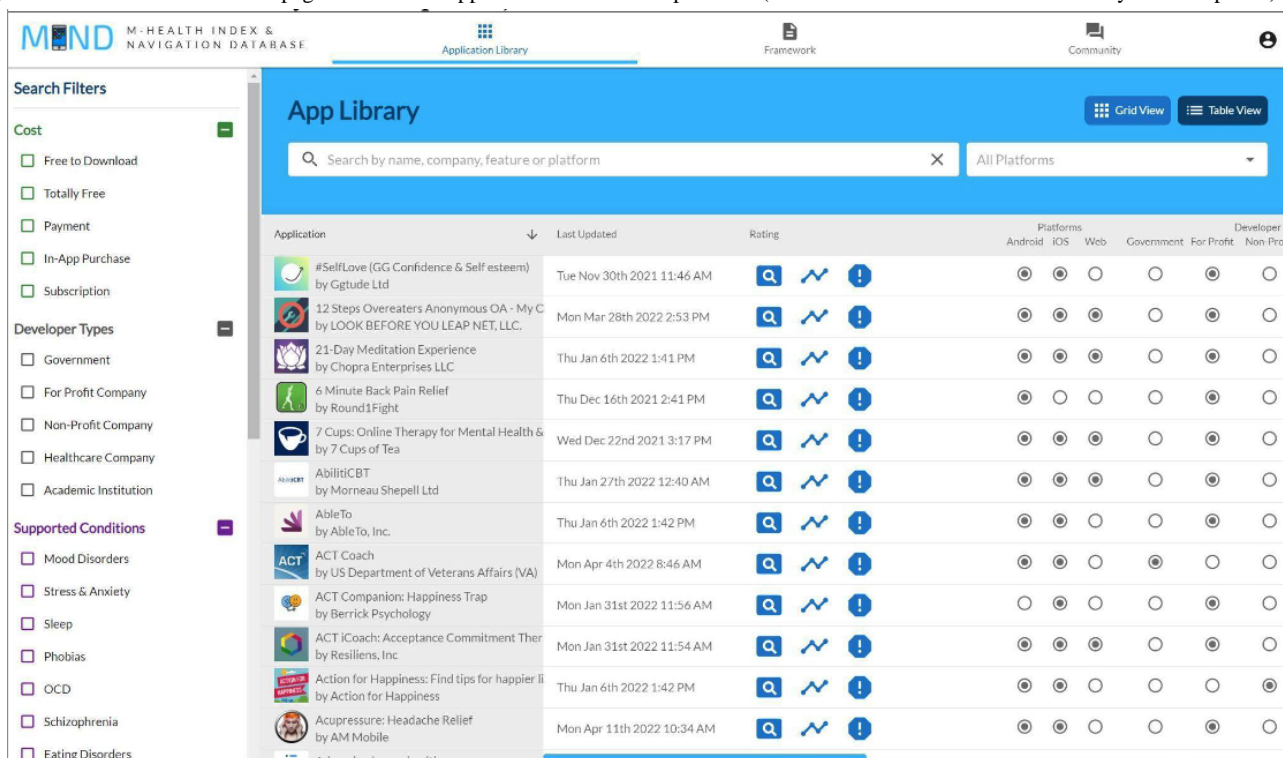 M-HEALTH INDEX &
NAVIGATION DATABASE
MIND
Application Library
Framework
Community
Search Filters
Cost
Free to Download
Totally Free
Payment
In-App Purchase
Subscription
Developer Types
Government
For Profit Company
Non-Profit Company
Healthcare Company
Academic Institution
Supported Conditions
Mood Disorders
Stress & Anxiety
Sleep
Phobias
OCD
Schizophrenia
Eating Disorders
App Library
Grid View
Table View
Search by name, company, feature or platform
All Platforms
Application Last Updated Rating Platforms Developer
Android iOS Web Government For Profit Non-Pro
#SelfLove (GG Confidence & Self esteem)
by Ggtude Ltd
Tue Nov 30th 2021 11:46 AM
12 Steps Overeaters Anonymous OA - My C
by LOOK BEFORE YOU LEAP NET, LLC.
Mon Mar 28th 2022 2:53 PM
21-Day Meditation Experience
by Chopra Enterprises LLC
Thu Jan 6th 2022 1:41 PM
6 Minute Back Pain Relief
by Round1Fight
Thu Dec 16th 2021 2:41 PM
7 Cups: Online Therapy for Mental Health &
by 7 Cups of Tea
Wed Dec 22nd 2021 3:17 PM
AbilitiCBT
by Morneau Shepell Ltd
Thu Jan 27th 2022 12:40 AM
AbleTo
by AbleTo, Inc.
Thu Jan 6th 2022 1:42 PM
ACT
ACT Coach
by US Department of Veterans Affairs (VA)
Mon Apr 4th 2022 8:46 AM
ACT Companion: Happiness Trap
by Berrick Psychology
Mon Jan 31st 2022 11:56 AM
ACT iCoach: Acceptance Commitment Ther
by Resiliens, Inc
Mon Jan 31st 2022 11:54 AM
Action for Happiness: Find tips for happier li
by Action for Happiness
Thu Jan 6th 2022 1:42 PM
Acupressure: Headache Relief
by AM Mobile
Mon Apr 11th 2022 10:34 AM